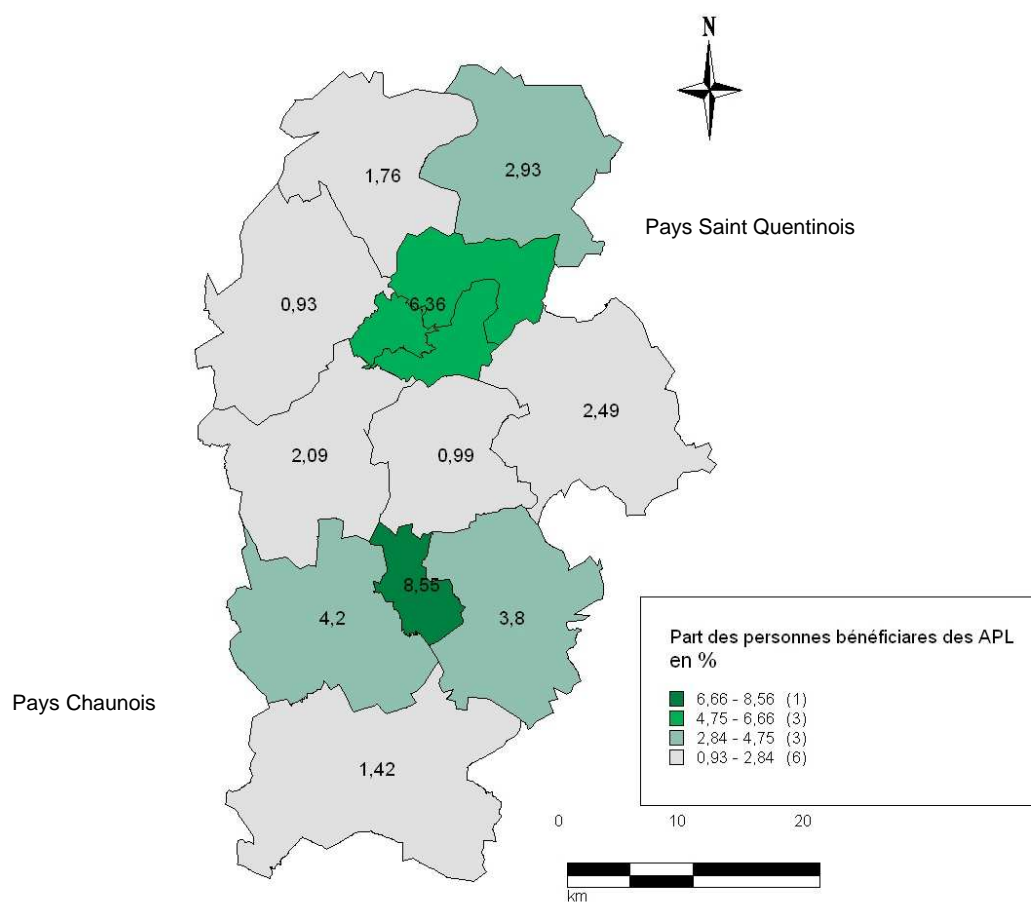 N
1,76
2,93
Pays Saint Quentinois
0,93
6,36
2,49
2,09
0,99
8,55
4,2
3,8
Part des personnes bénéficiares des APL
en %
6,66 - 8,56 (1)
4,75 - 6,66 (3)
2,84 - 4,75 (3)
0,93 - 2,84 (6)
Pays Chaunois
1,42
0 10 20
km